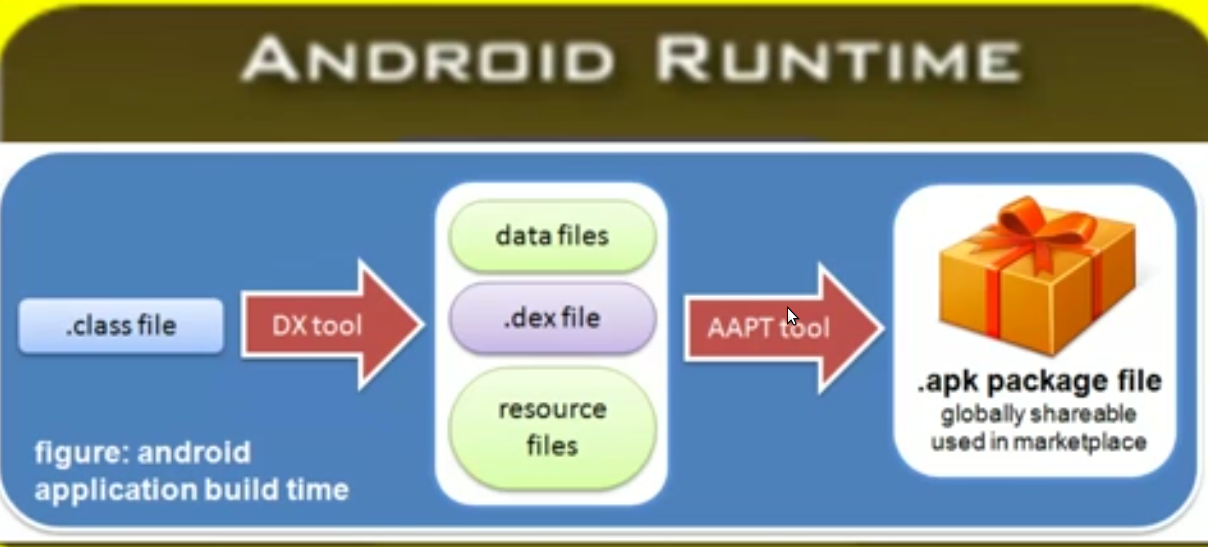 ANDROID RUNTIME
.class file
DX tool
data files
.dex file
resource
files
AAPT tool
.apk package file
globally shareable
used in marketplace
figure: android
application build time